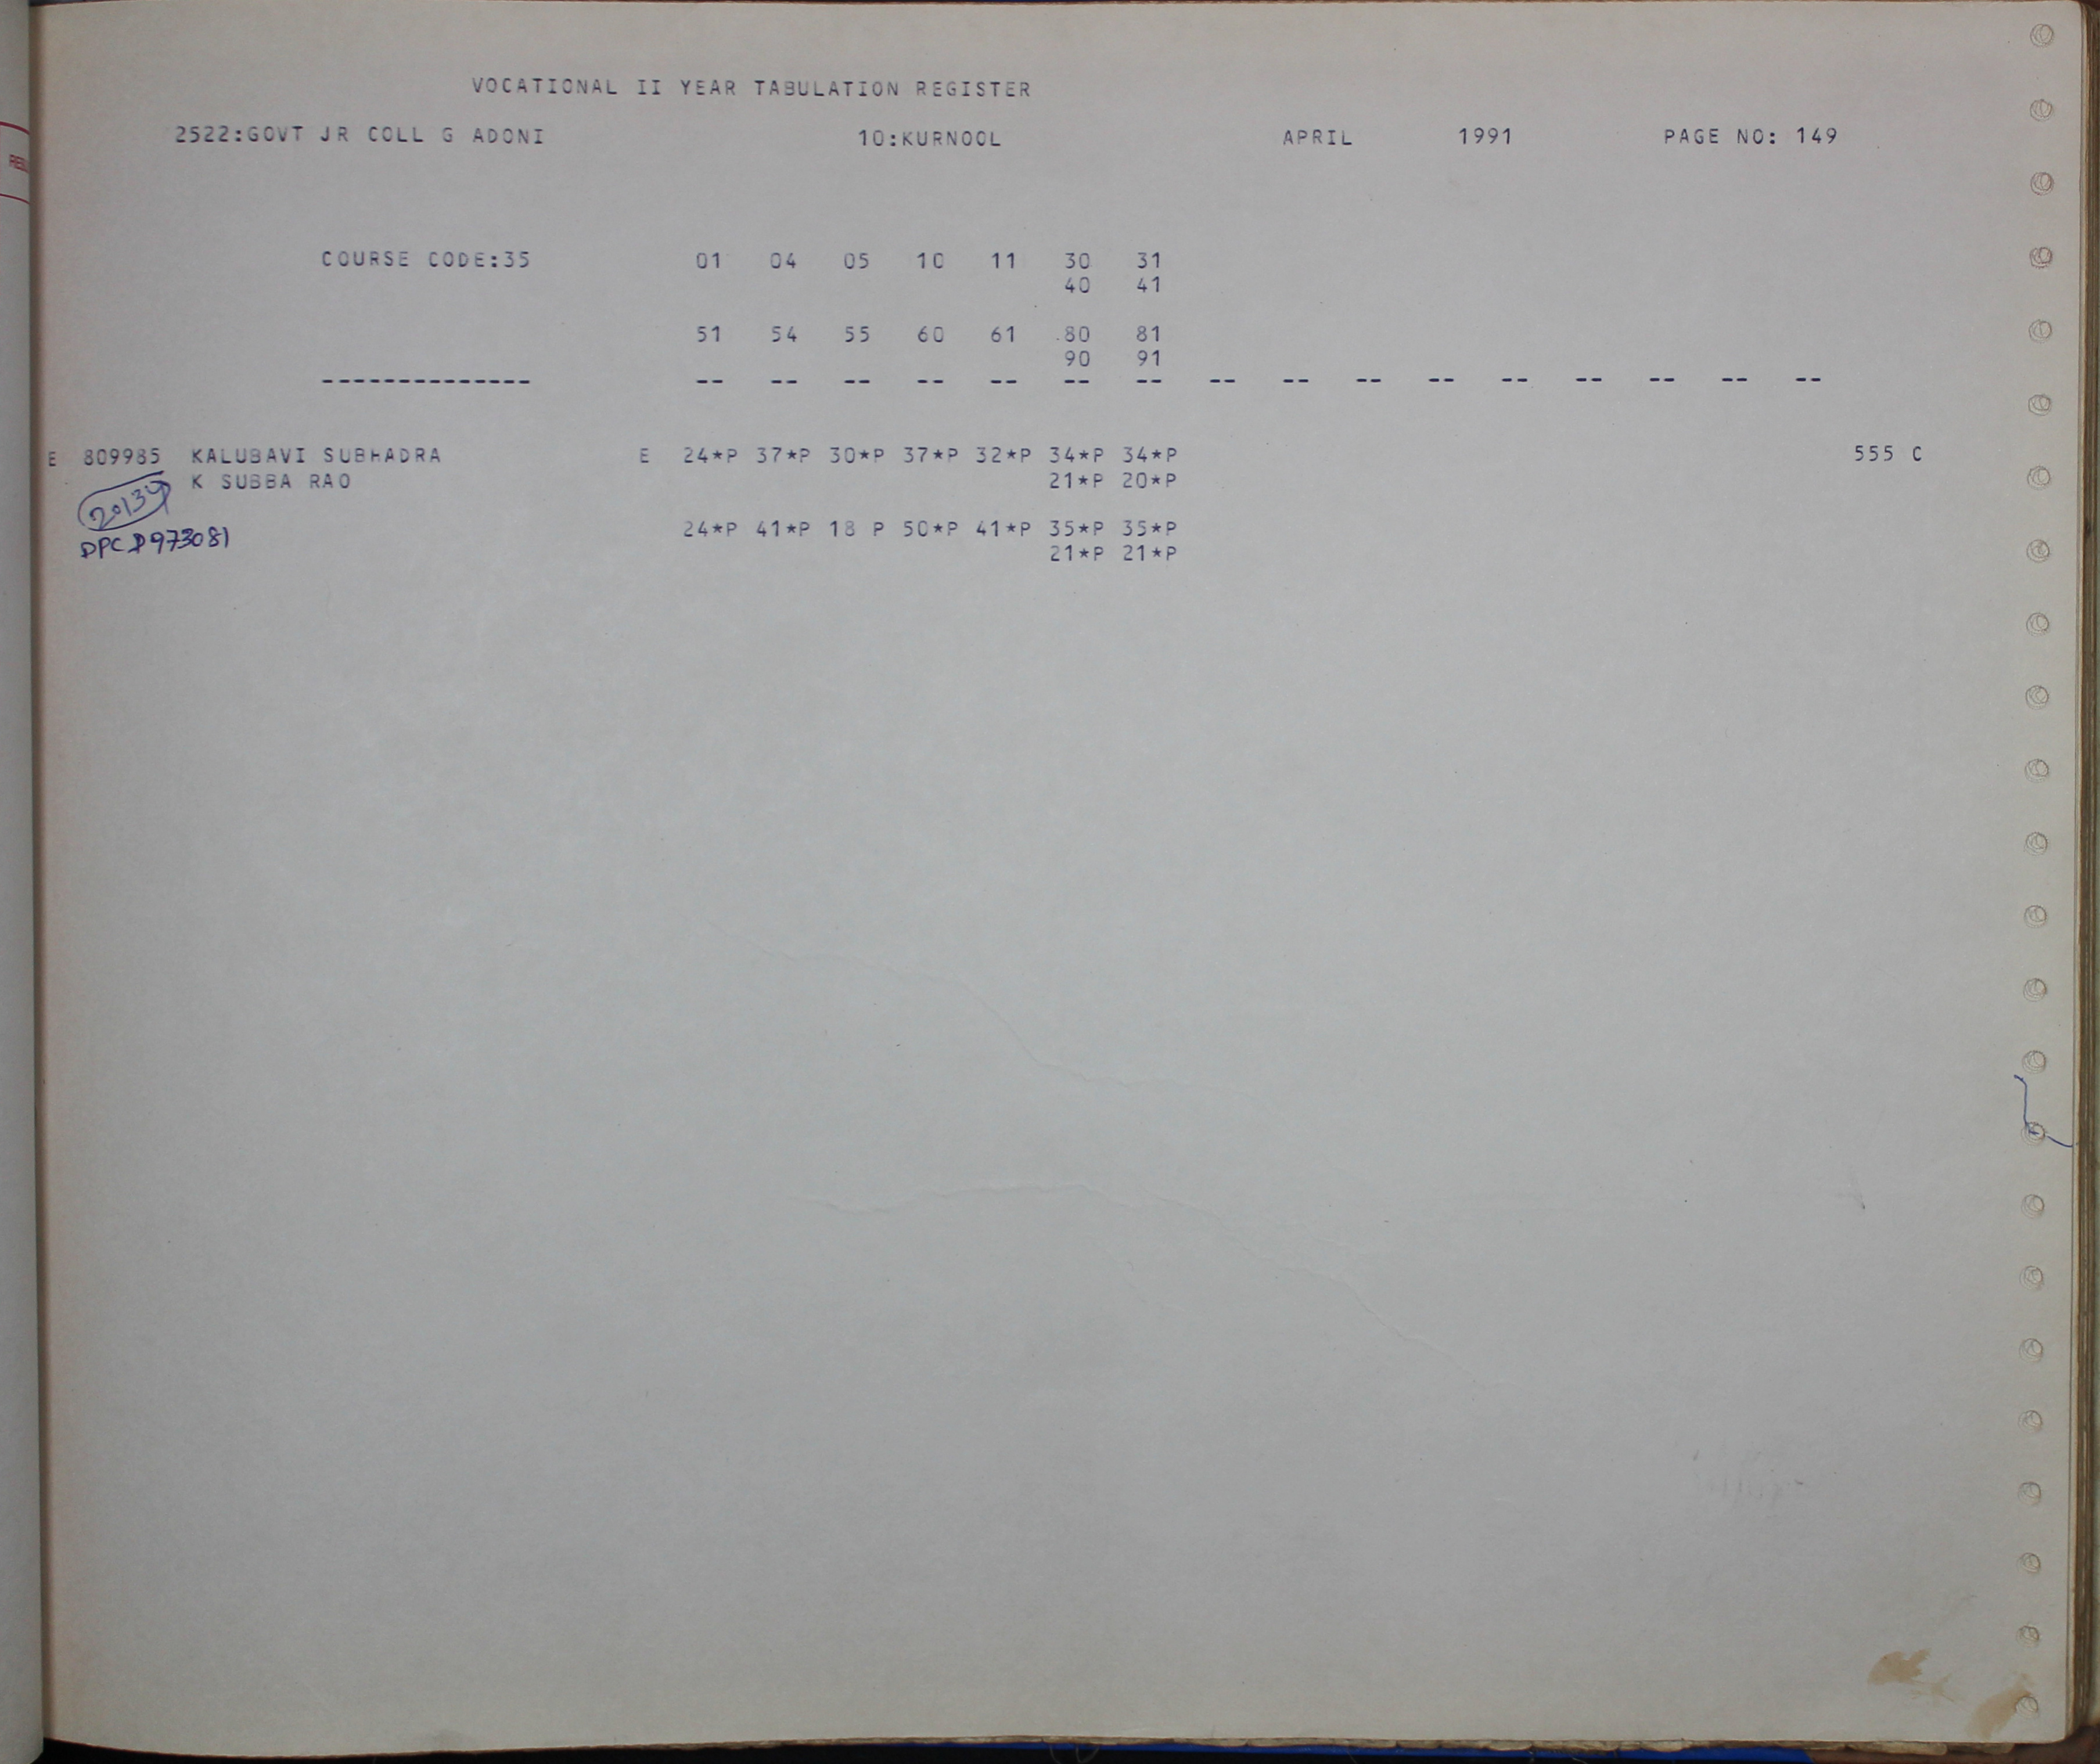 VOCATIONAL II YEAR TABULATION REGISTER
2522:GOVT JR COLL G ADONI 10:KURNOOL APRIL 1991 PAGE NO: 149
COURSE CODE:35 01 04 05 10 11 30 31
40 41
51 54 55 60 61 80 81
90 91
-------------- -- -- -- -- -- -- -- -- -- -- -- -- -- -- -- --
E 809985 KALUBAVI SUBHADRA E 24*P 37*P 30*P 37*P 32*P 34*P 34*P 555 C
K SUBBA RAO 21*P 20*P
20134
24*P 41*P 18 P 50*P 41*P 35*P 35*P
DPC D973081 21*P 21*P